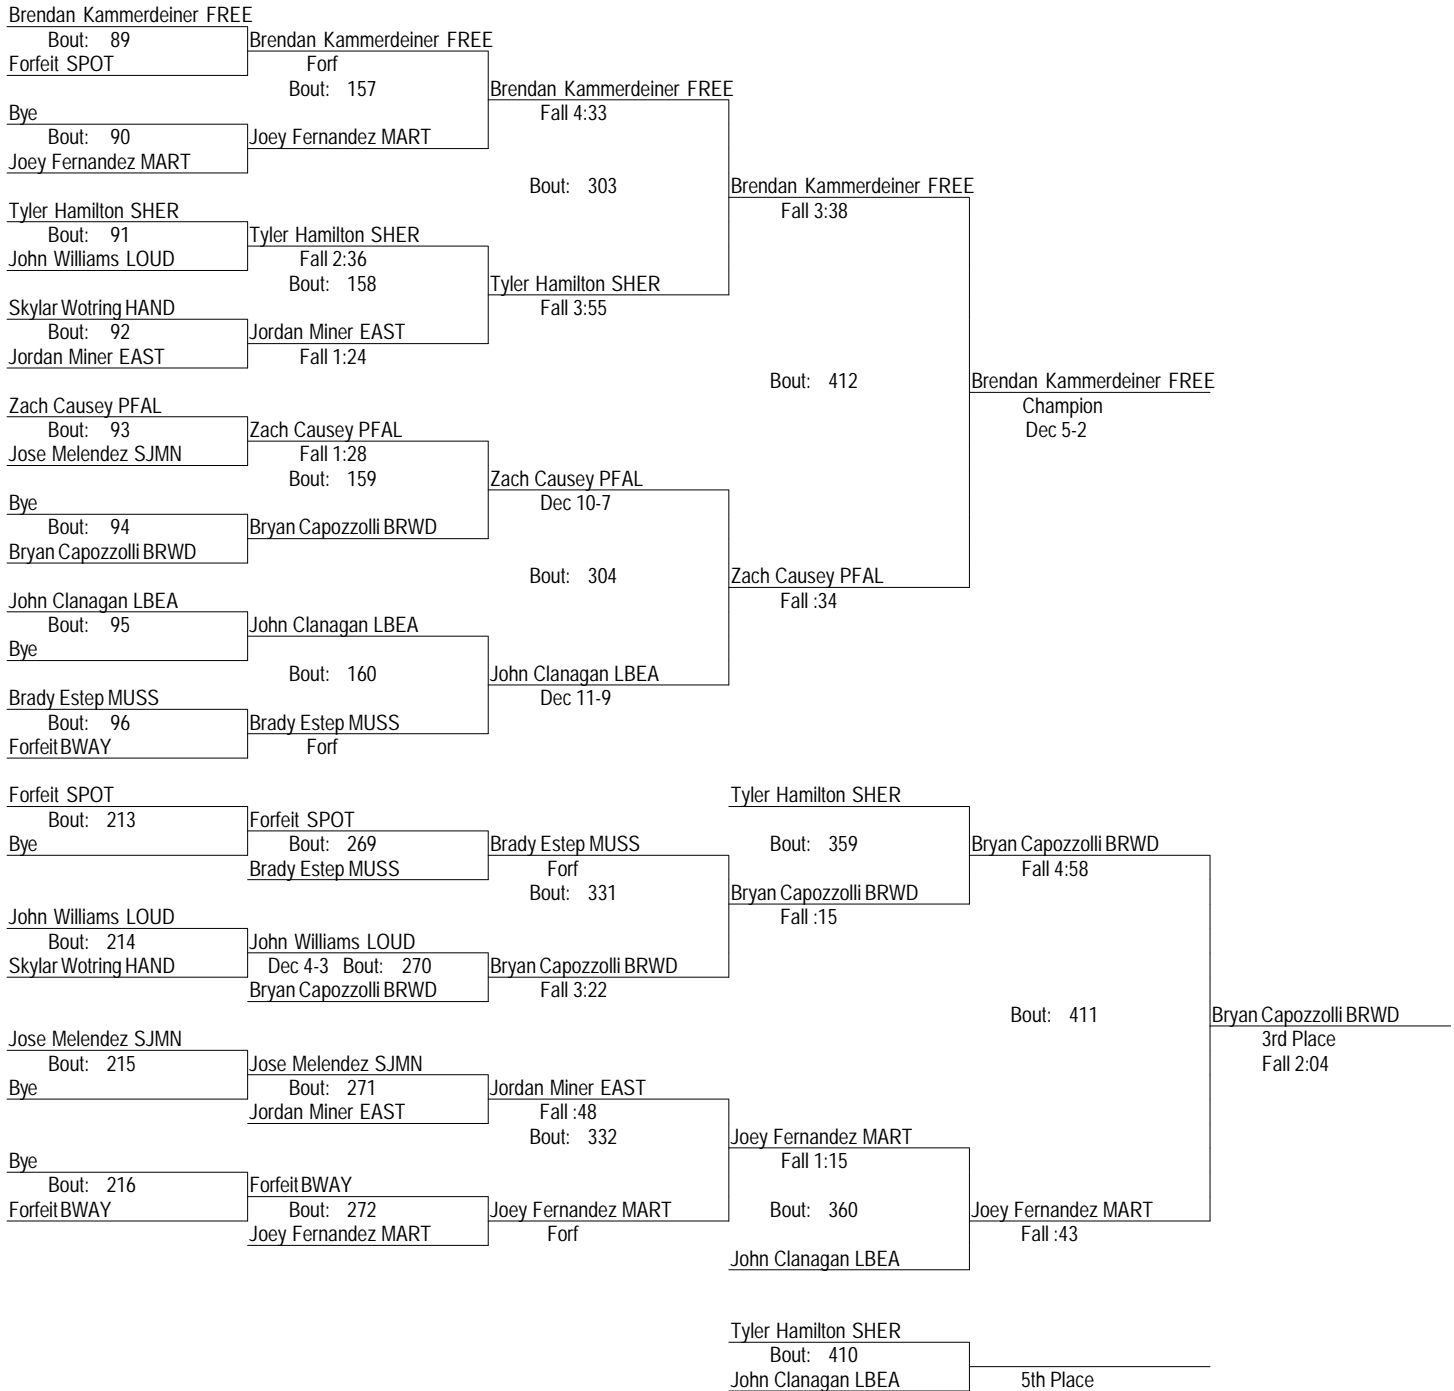 Brendan Kammerdeiner FREE
Bout: 89
Forfeit SPOT
Brendan Kammerdeiner FREE
Forf
Bout: 157
Bye
Bout: 90
Joey Fernandez MART
Joey Fernandez MART
Brendan Kammerdeiner FREE
Fall 4:33
Bout: 303
Tyler Hamilton SHER
Bout: 91
John Williams LOUD
Tyler Hamilton SHER
Fall 2:36
Bout: 158
Skylar Wotring HAND
Bout: 92
Jordan Miner EAST
Jordan Miner EAST
Fall 1:24
Tyler Hamilton SHER
Fall 3:55
Brendan Kammerdeiner FREE
Fall 3:38
Bout: 412
Zach Causey PFAL
Bout: 93
Jose Melendez SJMN
Zach Causey PFAL
Fall 1:28
Bout: 159
Bye
Bout: 94
Bryan Capozzolli BRWD
Bryan Capozzolli BRWD
Zach Causey PFAL
Dec 10-7
Bout: 304
John Clanagan LBEA
Bout: 95
Bye
John Clanagan LBEA
Bout: 160
Brady Estep MUSS
Bout: 96
Forfeit BWAY
Brady Estep MUSS
Forf
John Clanagan LBEA
Dec 11-9
Zach Causey PFAL
Fall :34
Brendan Kammerdeiner FREE
Champion
Dec 5-2
Forfeit SPOT
Bout: 213
Bye
Forfeit SPOT
Bout: 269
Brady Estep MUSS
Brady Estep MUSS
Forf
Bout: 331
John Williams LOUD
Bout: 214
Skylar Wotring HAND
John Williams LOUD
Dec 4-3 Bout: 270
Bryan Capozzolli BRWD
Bryan Capozzolli BRWD
Fall 3:22
Tyler Hamilton SHER
Bout: 359
Bryan Capozzolli BRWD
Fall :15
Bryan Capozzolli BRWD
Fall 4:58
Bout: 411
Jose Melendez SJMN
Bout: 215
Bye
Jose Melendez SJMN
Bout: 271
Jordan Miner EAST
Jordan Miner EAST
Fall :48
Bout: 332
Bye
Bout: 216
Forfeit BWAY
Forfeit BWAY
Bout: 272
Joey Fernandez MART
Joey Fernandez MART
Forf
Joey Fernandez MART
Fall 1:15
Bout: 360
John Clanagan LBEA
Joey Fernandez MART
Fall :43
Bryan Capozzolli BRWD
3rd Place
Fall 2:04
Tyler Hamilton SHER
Bout: 410
John Clanagan LBEA
5th Place